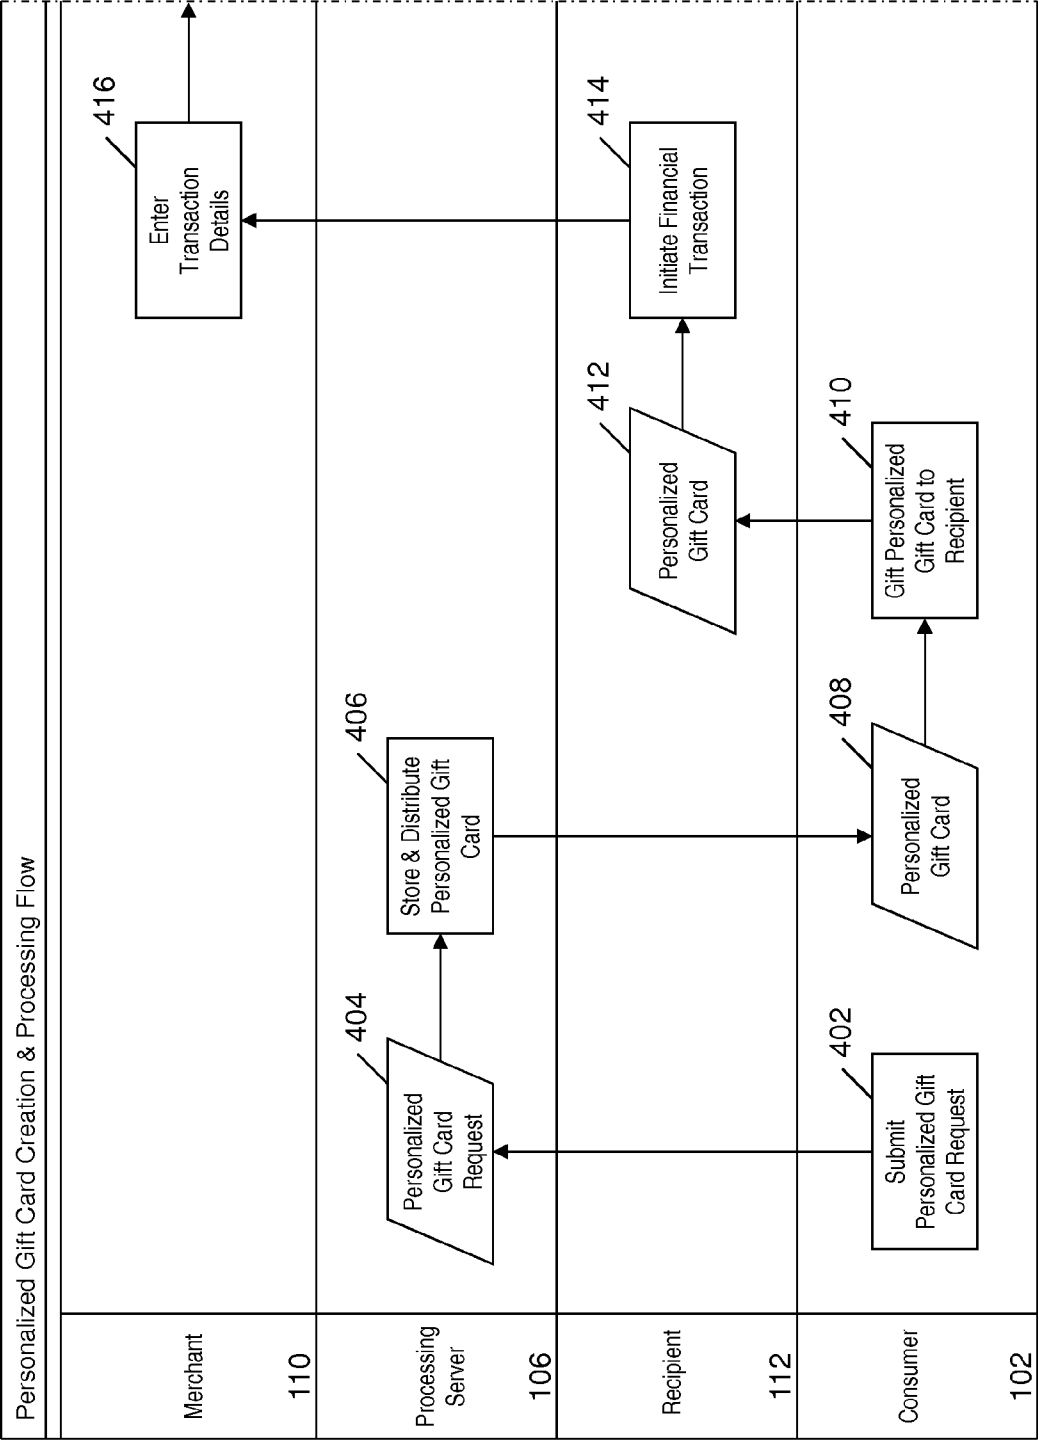 Personalized Gift Card Creation & Processing Flow
Merchant
110
416
Enter
Transaction
Details
Processing
Server
106
404
Personalized
Gift Card
Request
406
Store & Distribute
Personalized Gift
Card
Recipient
112
412
Personalized
Gift Card
414
Initiate Financial
Transaction
Consumer
102
402
Submit
Personalized Gift
Card Request
408
Personalized
Gift Card
410
Gift Personalized
Gift Card to
Recipient